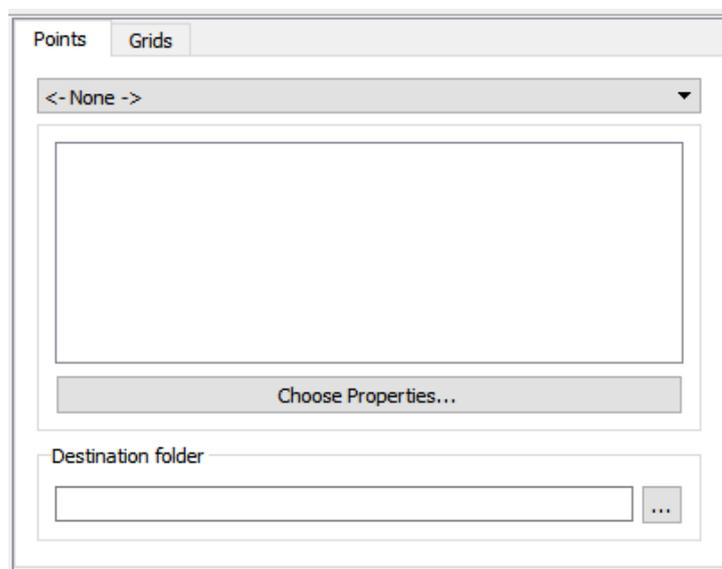 Points Grids
<- None ->
Choose Properties...
Destination folder
...